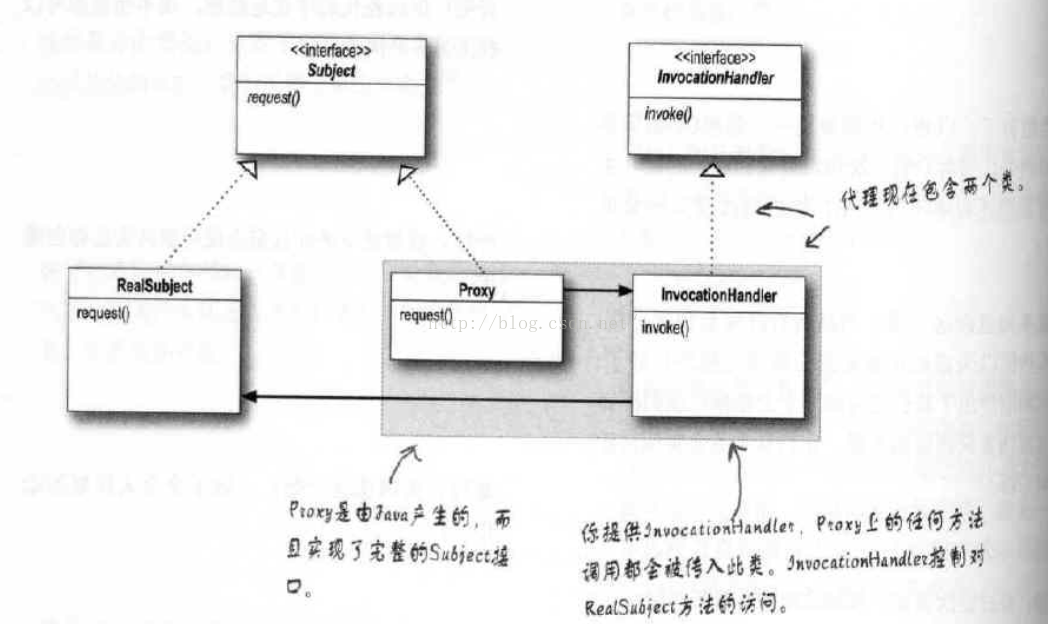 <<interface>>
Subject
request()
<<interface>>
InvocationHandler
invoke()
代理现在包含两个类。
RealSubject
request()
Proxy
request()
InvocationHandler
invoke()
http://blog.csdn.net
Proxy是由Java产生的，而
且实现了完整的Subject接
口。
你提供InvocationHandler，Proxy上的任何方法
调用都会被传入此类。InvocationHandler控制对
RealSubject方法的访问。